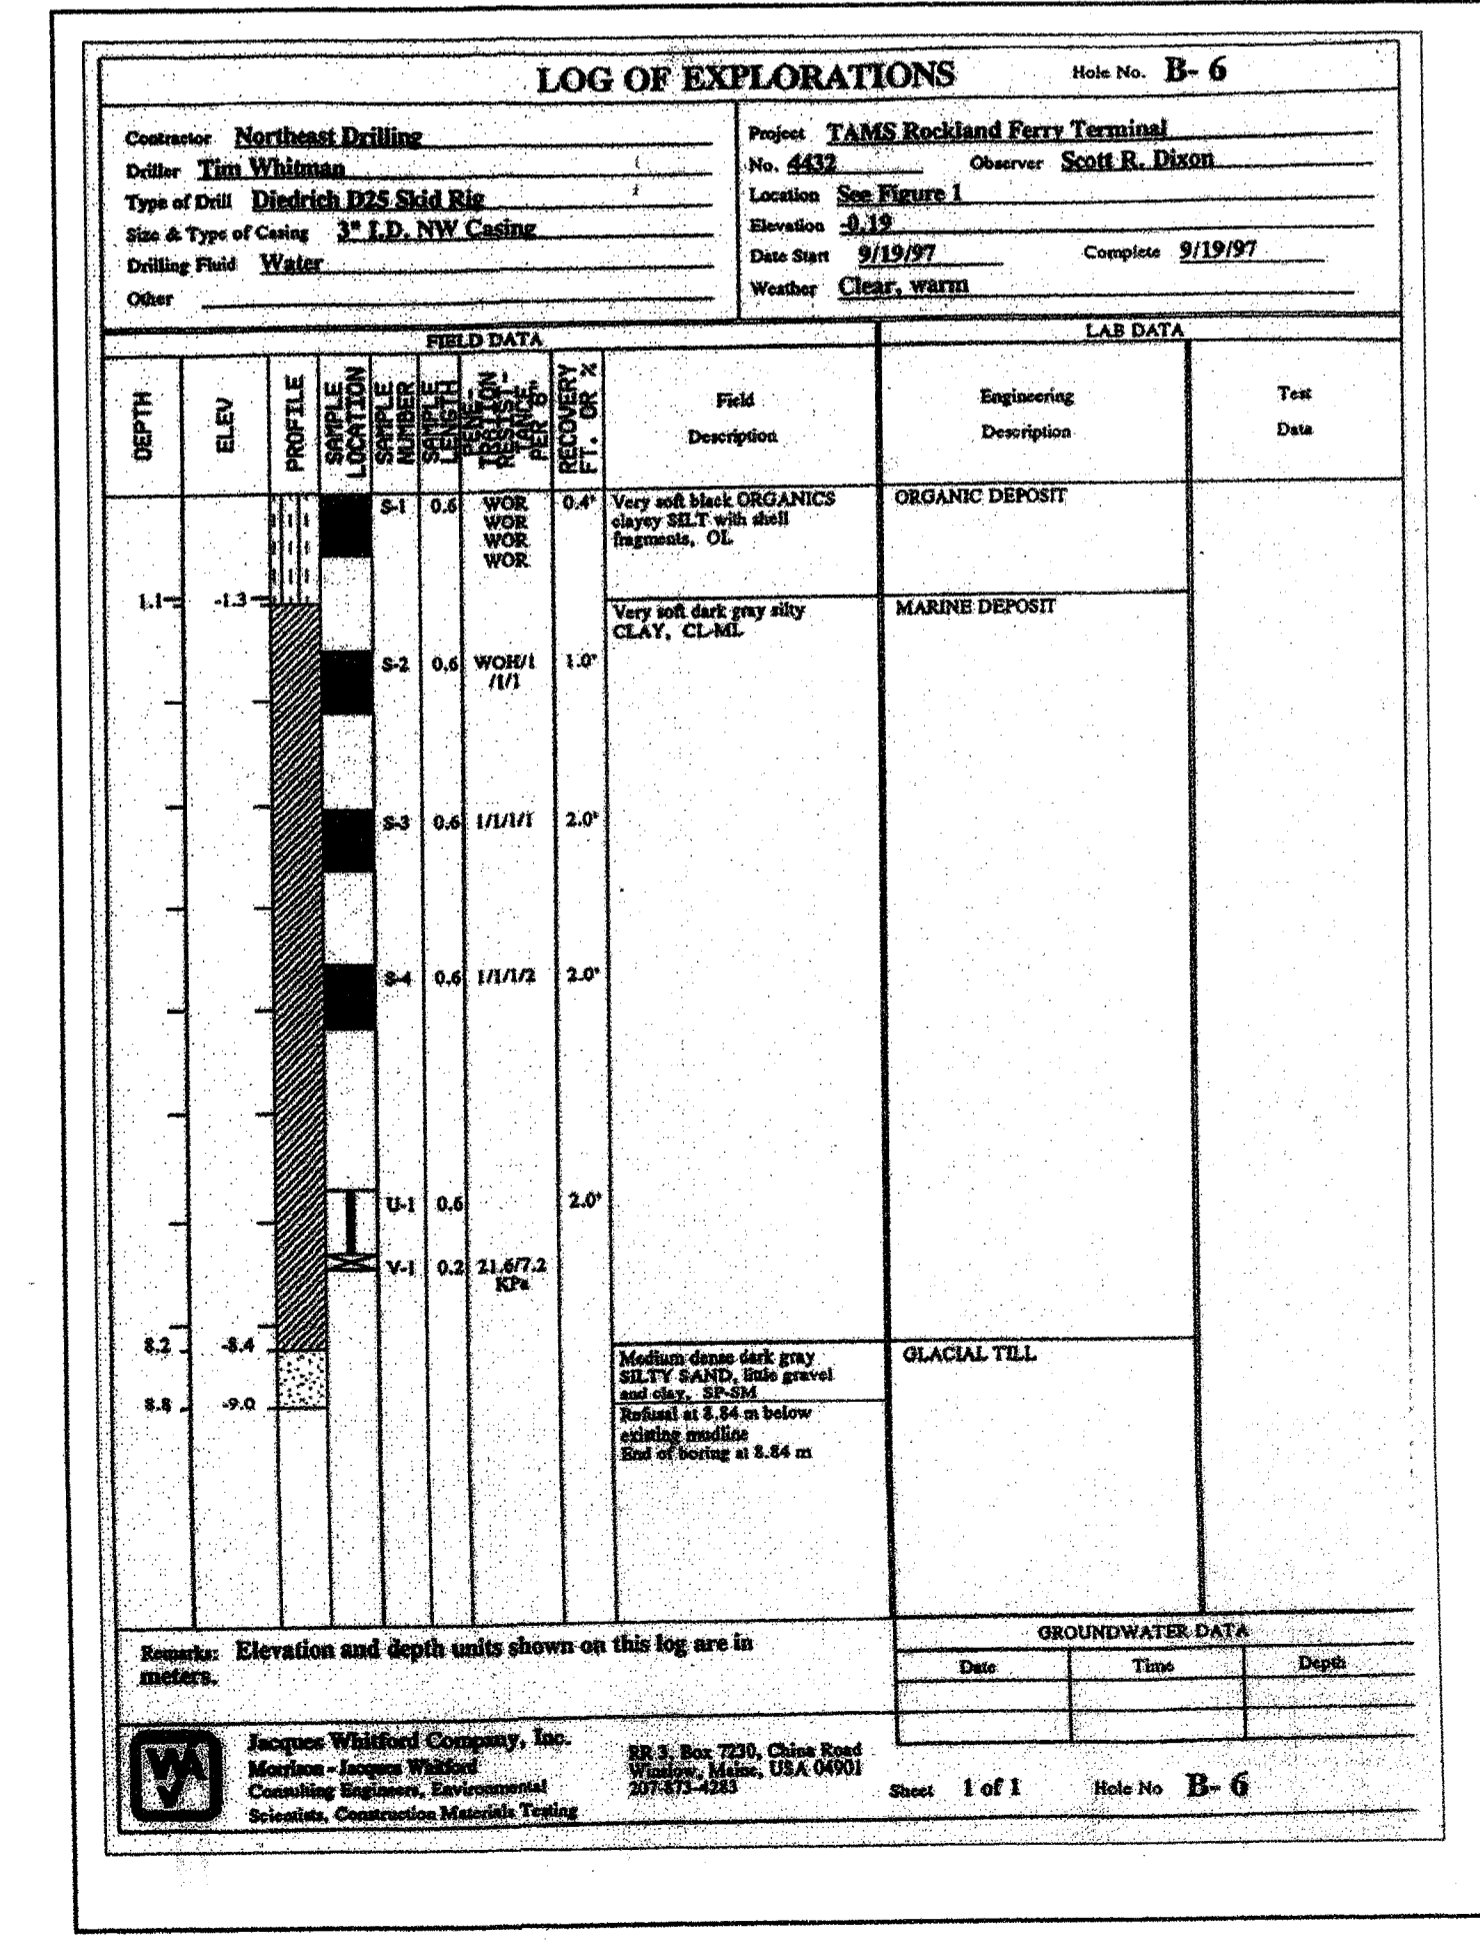 LOG OF EXPLORATIONS Hole No. B- 6
Contractor Northeast Drilling
Driller Tim Whitman
Type of Drill Diedrich D25 Skid Rig
Size & Type of Casing 3" I.D. NW Casing
Drilling Fluid Water
Other
Project TAMS Rockland Ferry Terminal
No. 4432 Observer Scott R. Dixon
Location See Figure 1
Elevation -0.19
Date Start 9/19/97 Complete 9/19/97
Weather Clear, warm
FIELD DATA LAB DATA
DEPTH
ELEV
PROFILE
SAMPLE
LOCATION
SAMPLE
NUMBER
SAMPLE
LENGTH
PENE-
TRATION
RESIST-
TANCE
PER 6"
RECOVERY
FT. OR %
Field
Description
Engineering
Description
Test
Data
S-1 0.6 WOR 0.4' Very soft black ORGANICS ORGANIC DEPOSIT
WOR clayey SILT with shell
WOR fragments, OL
WOR
1.1 -1.3 Very soft dark gray silty MARINE DEPOSIT
CLAY, CL-ML
S-2 0.6 WOH/1 1.0'
/1/1
S-3 0.6 1/1/1/1 2.0'
S-4 0.6 1/1/1/2 2.0'
U-1 0.6 2.0'
V-1 0.2 21.6/7.2
KPa
8.2 -8.4 Medium dense dark gray GLACIAL TILL
SILTY SAND, little gravel
and clay, SP-SM
8.8 -9.0 Refusal at 8.84 m below
existing mudline
End of boring at 8.84 m
Remarks: Elevation and depth units shown on this log are in
meters.
GROUNDWATER DATA
Date Time Depth
Jacques Whitford Company, Inc.
Morrison - Jacques Whitford
Consulting Engineers, Environmental
Scientists, Construction Materials Testing
RR 3, Box 7230, China Road
Winslow, Maine, USA 04901
207-873-4283
Sheet 1 of 1 Hole No B- 6